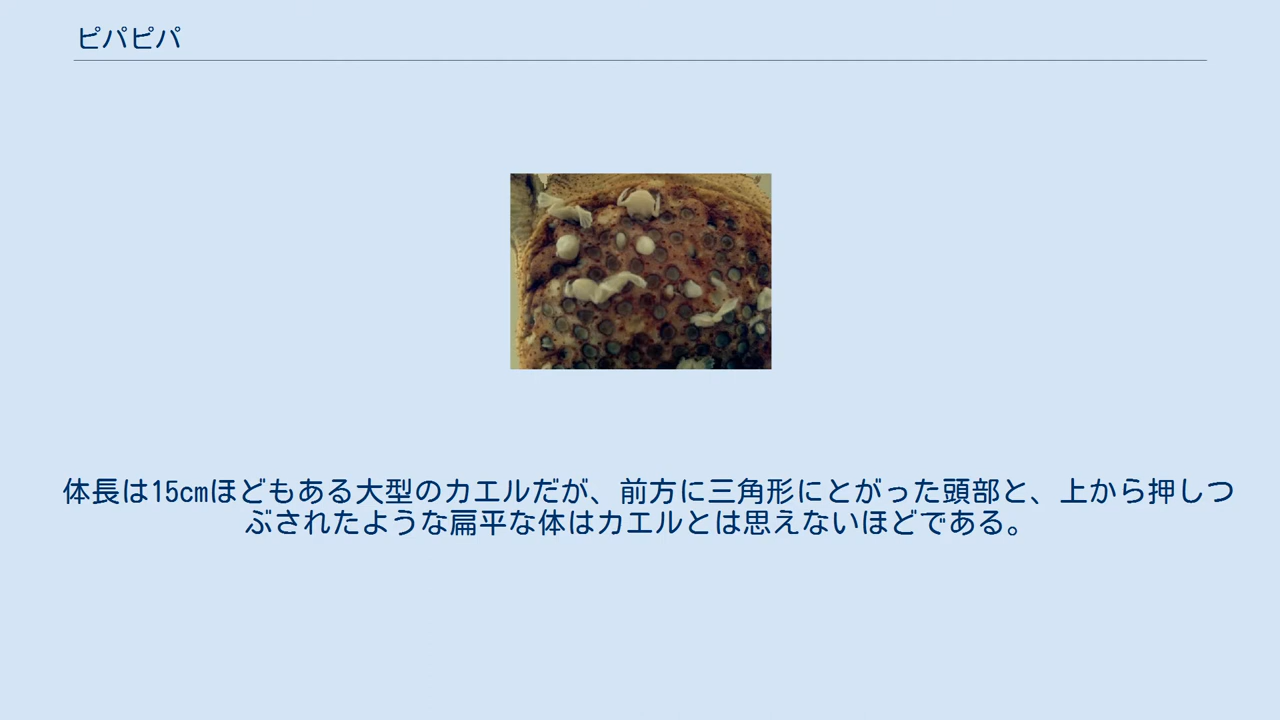 ピパピパ
体長は15cmほどもある大型のカエルだが、前方に三角形にとがった頭部と、上から押しつ
ぶされたような扁平な体はカエルとは思えないほどである。